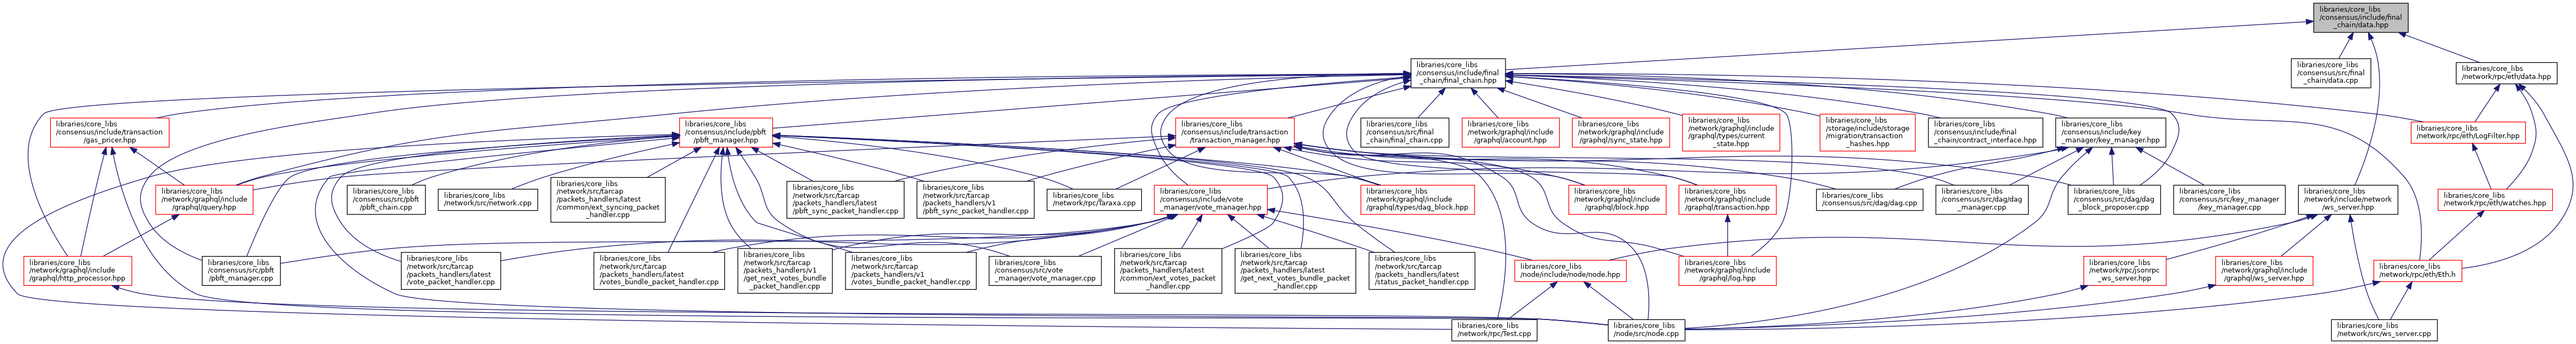 libraries/core_libs
/consensus/include/final
_chain/data.hpp
libraries/core_libs
/consensus/include/final
_chain/final_chain.hpp
libraries/core_libs
/consensus/src/final
_chain/data.cpp
libraries/core_libs
/network/rpc/eth/data.hpp
libraries/core_libs
/consensus/include/transaction
/gas_pricer.hpp
libraries/core_libs
/consensus/include/pbft
/pbft_manager.hpp
libraries/core_libs
/consensus/include/transaction
/transaction_manager.hpp
libraries/core_libs
/consensus/src/final
_chain/final_chain.cpp
libraries/core_libs
/network/graphql/include
/graphql/account.hpp
libraries/core_libs
/network/graphql/include
/graphql/sync_state.hpp
libraries/core_libs
/network/graphql/include
/graphql/types/current
_state.hpp
libraries/core_libs
/storage/include/storage
/migration/transaction
_hashes.hpp
libraries/core_libs
/consensus/include/final
_chain/contract_interface.hpp
libraries/core_libs
/consensus/include/key
_manager/key_manager.hpp
libraries/core_libs
/network/rpc/eth/LogFilter.hpp
libraries/core_libs
/network/graphql/include
/graphql/query.hpp
libraries/core_libs
/consensus/src/pbft
/pbft_chain.cpp
libraries/core_libs
/network/src/network.cpp
libraries/core_libs
/network/src/tarcap
/packets_handlers/latest
/common/ext_syncing_packet
_handler.cpp
libraries/core_libs
/network/src/tarcap
/packets_handlers/latest
/pbft_sync_packet_handler.cpp
libraries/core_libs
/network/src/tarcap
/packets_handlers/v1
/pbft_sync_packet_handler.cpp
libraries/core_libs
/network/rpc/Taraxa.cpp
libraries/core_libs
/consensus/include/vote
_manager/vote_manager.hpp
libraries/core_libs
/network/graphql/include
/graphql/types/dag_block.hpp
libraries/core_libs
/network/graphql/include
/graphql/block.hpp
libraries/core_libs
/network/graphql/include
/graphql/transaction.hpp
libraries/core_libs
/consensus/src/dag/dag.cpp
libraries/core_libs
/consensus/src/dag/dag
_manager.cpp
libraries/core_libs
/consensus/src/dag/dag
_block_proposer.cpp
libraries/core_libs
/consensus/src/key_manager
/key_manager.cpp
libraries/core_libs
/network/include/network
/ws_server.hpp
libraries/core_libs
/network/rpc/eth/watches.hpp
libraries/core_libs
/network/graphql/include
/graphql/http_processor.hpp
libraries/core_libs
/consensus/src/pbft
/pbft_manager.cpp
libraries/core_libs
/network/src/tarcap
/packets_handlers/latest
/vote_packet_handler.cpp
libraries/core_libs
/network/src/tarcap
/packets_handlers/latest
/votes_bundle_packet_handler.cpp
libraries/core_libs
/network/src/tarcap
/packets_handlers/v1
/get_next_votes_bundle
_packet_handler.cpp
libraries/core_libs
/network/src/tarcap
/packets_handlers/v1
/votes_bundle_packet_handler.cpp
libraries/core_libs
/consensus/src/vote
_manager/vote_manager.cpp
libraries/core_libs
/network/src/tarcap
/packets_handlers/latest
/common/ext_votes_packet
_handler.cpp
libraries/core_libs
/network/src/tarcap
/packets_handlers/latest
/get_next_votes_bundle_packet
_handler.cpp
libraries/core_libs
/network/src/tarcap
/packets_handlers/latest
/status_packet_handler.cpp
libraries/core_libs
/node/include/node/node.hpp
libraries/core_libs
/network/graphql/include
/graphql/log.hpp
libraries/core_libs
/network/rpc/jsonrpc
_ws_server.hpp
libraries/core_libs
/network/graphql/include
/graphql/ws_server.hpp
libraries/core_libs
/network/rpc/eth/Eth.h
libraries/core_libs
/network/rpc/Test.cpp
libraries/core_libs
/node/src/node.cpp
libraries/core_libs
/network/src/ws_server.cpp